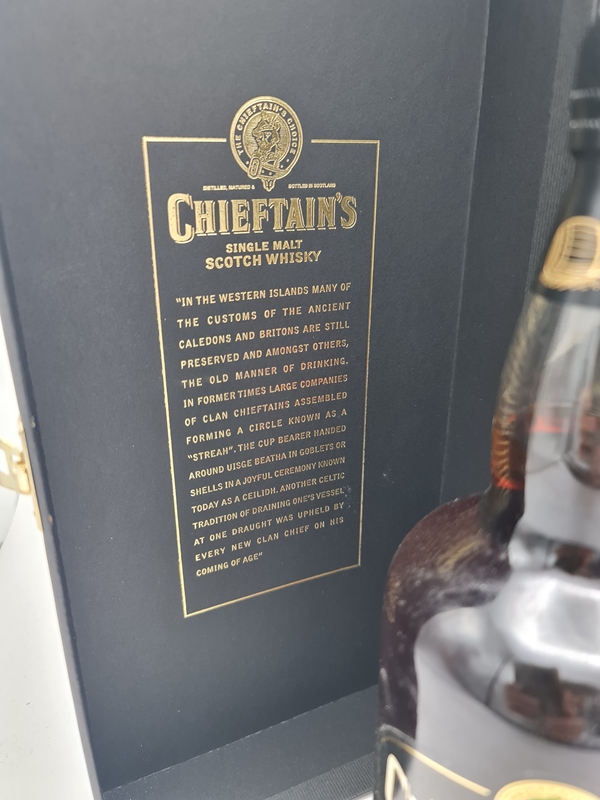 THE CHIEFTAIN'S CHOICE
DISTILLED, MATURED & BOTTLED IN SCOTLAND
CHIEFTAIN'S
SINGLE MALT
SCOTCH WHISKY
"IN THE WESTERN ISLANDS MANY OF
THE CUSTOMS OF THE ANCIENT
CALEDONS AND BRITONS ARE STILL
PRESERVED AND AMONGST OTHERS,
THE OLD MANNER OF DRINKING.
IN FORMER TIMES LARGE COMPANIES
OF CLAN CHIEFTAINS ASSEMBLED
FORMING A CIRCLE KNOWN AS A
"STREAH". THE CUP BEARER HANDED
AROUND UISGE BEATHA IN GOBLETS OR
SHELLS IN A JOYFUL CEREMONY KNOWN
TODAY AS A CEILIDH. ANOTHER CELTIC
TRADITION OF DRAINING ONE'S VESSEL
AT ONE DRAUGHT WAS UPHELD BY
EVERY NEW CLAN CHIEF ON HIS
COMING OF AGE"